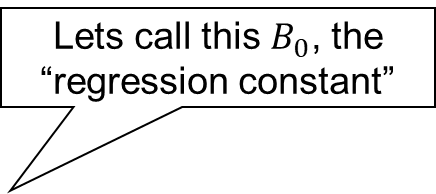 Lets call this B₀, the
“regression constant”